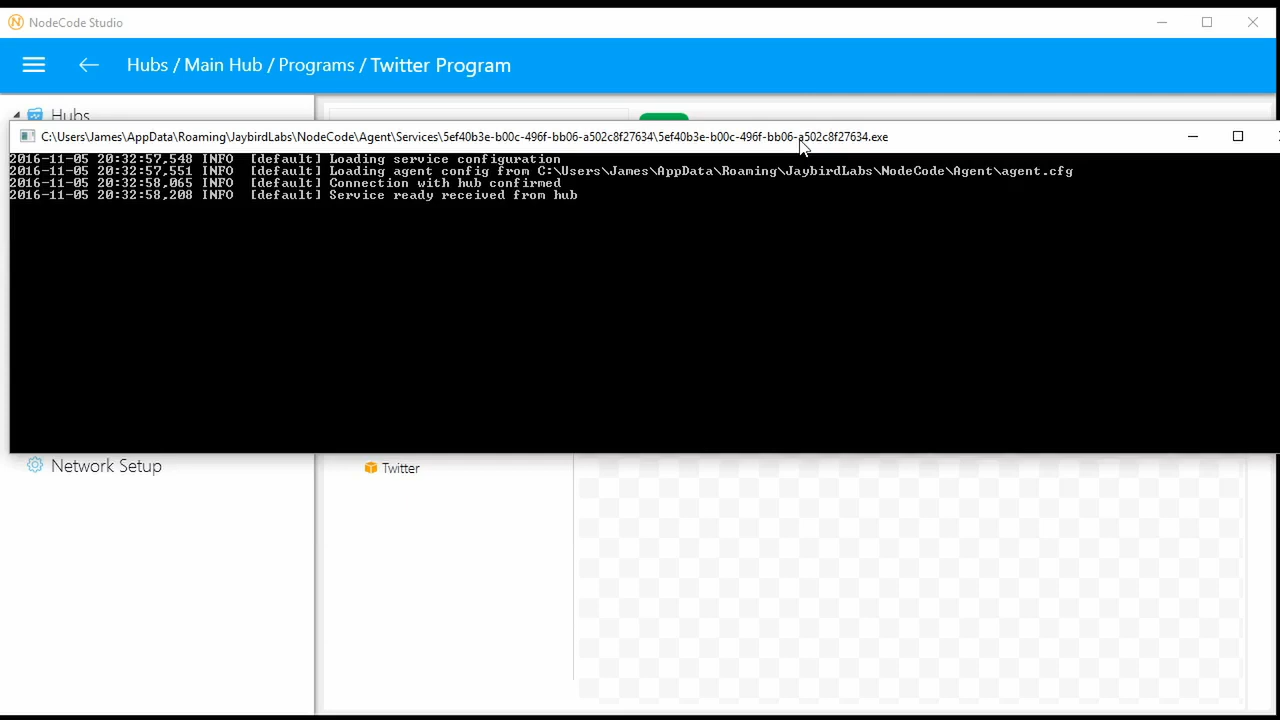 NodeCode Studio
Hubs / Main Hub / Programs / Twitter Program
Hubs
C:\Users\James\AppData\Roaming\JaybirdLabs\NodeCode\Agent\Services\5ef40b3e-b00c-496f-bb06-a502c8f27634\5ef40b3e-b00c-496f-bb06-a502c8f27634.exe
2016-11-05 20:32:57,548 INFO [default] Loading service configuration
2016-11-05 20:32:57,551 INFO [default] Loading agent config from C:\Users\James\AppData\Roaming\JaybirdLabs\NodeCode\Agent\agent.cfg
2016-11-05 20:32:58,065 INFO [default] Connection with hub confirmed
2016-11-05 20:32:58,208 INFO [default] Service ready received from hub
Network Setup
Twitter